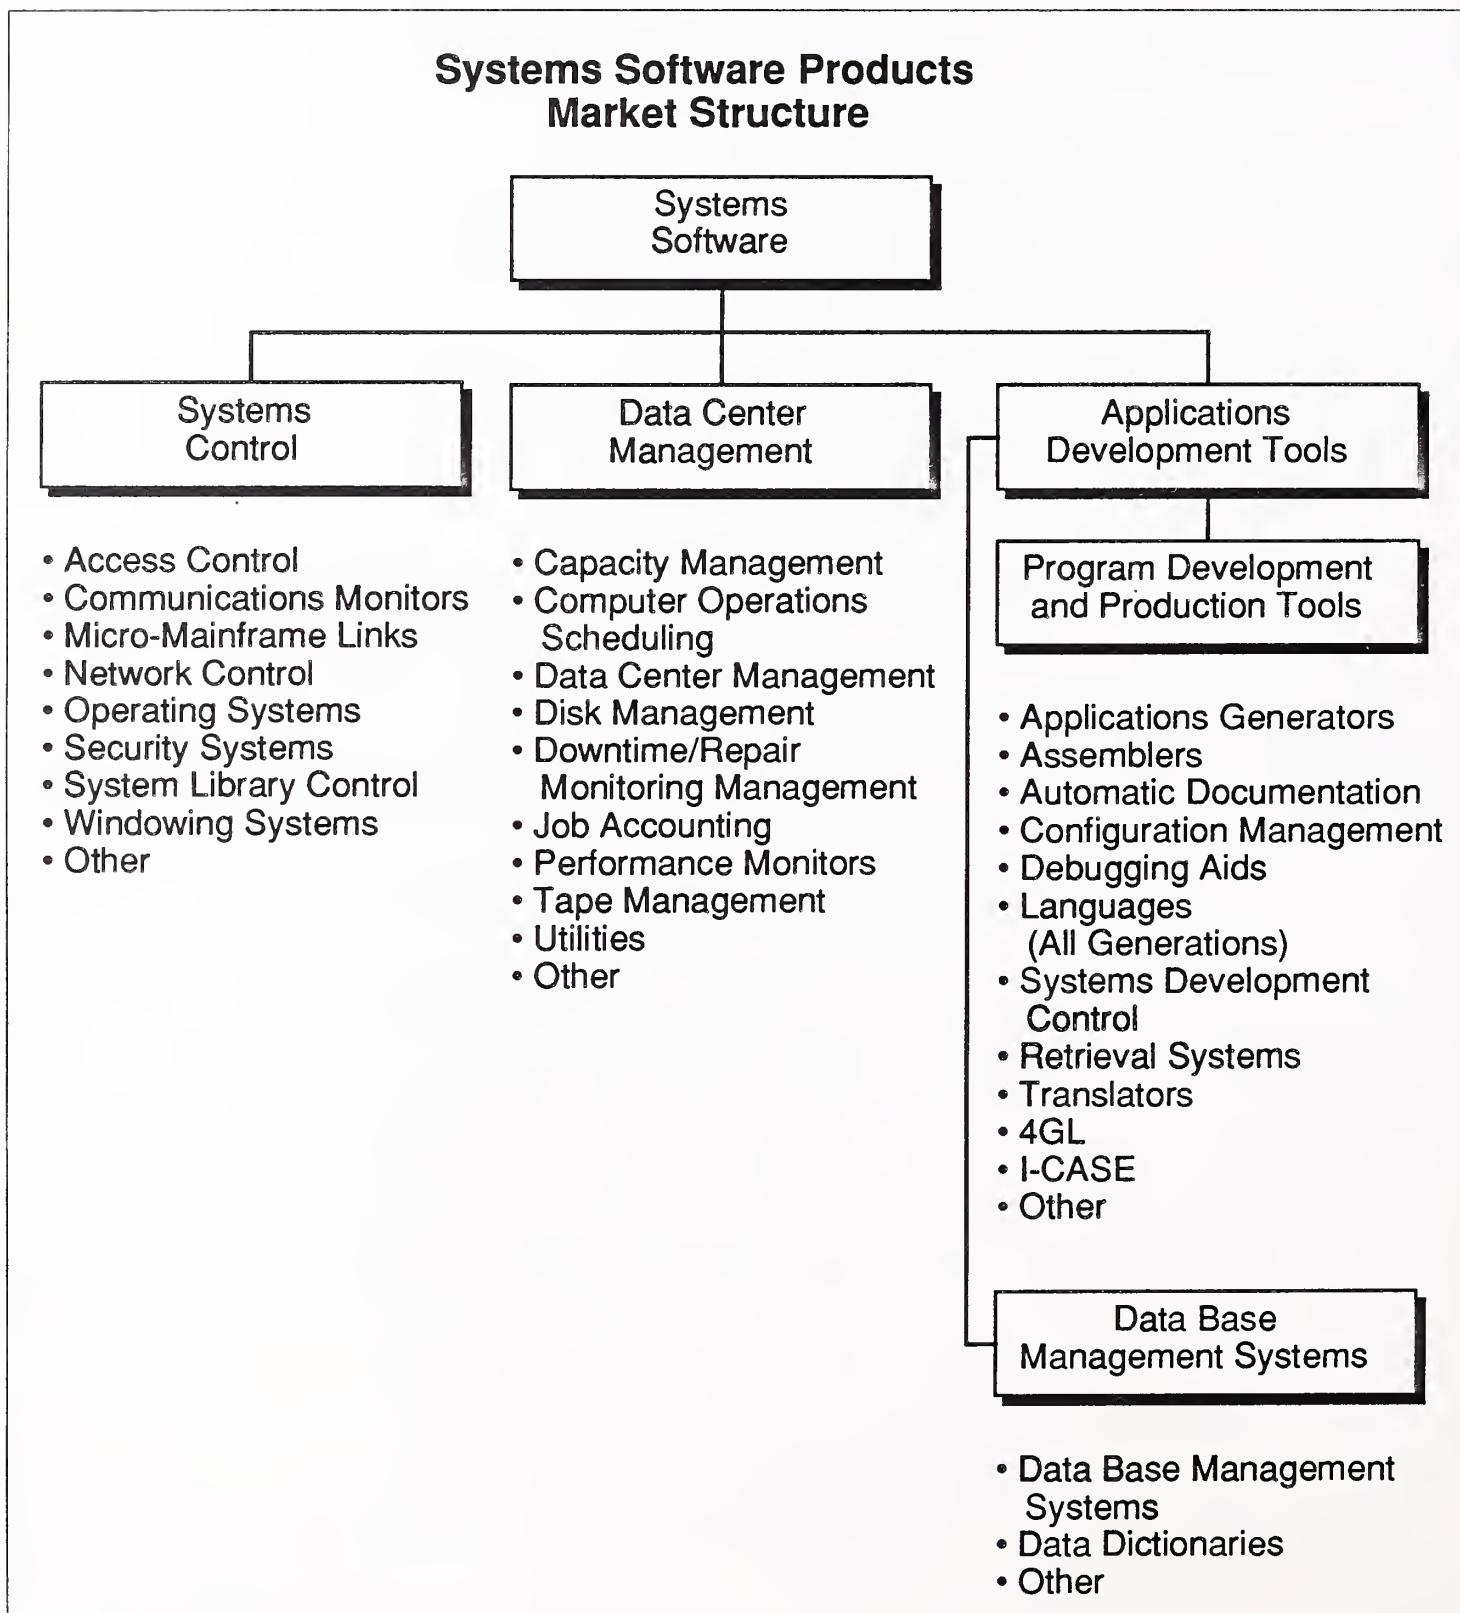 Systems Software Products
Market Structure
Systems
Software
Systems
Control
• Access Control
• Communications Monitors
• Micro-Mainframe Links
• Network Control
• Operating Systems
• Security Systems
• System Library Control
• Windowing Systems
• Other
Data Center
Management
• Capacity Management
• Computer Operations
Scheduling
• Data Center Management
• Disk Management
• Downtime/Repair
Monitoring Management
• Job Accounting
• Performance Monitors
• Tape Management
• Utilities
• Other
Applications
Development Tools
Program Development
and Production Tools
• Applications Generators
• Assemblers
• Automatic Documentation
• Configuration Management
• Debugging Aids
• Languages
(All Generations)
• Systems Development
Control
• Retrieval Systems
• Translators
• 4GL
• I-CASE
• Other
Data Base
Management Systems
• Data Base Management
Systems
• Data Dictionaries
• Other